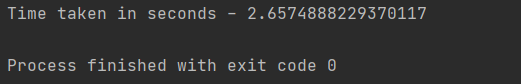 Time taken in seconds – 2.6574888229370117
Process finished with exit code 0